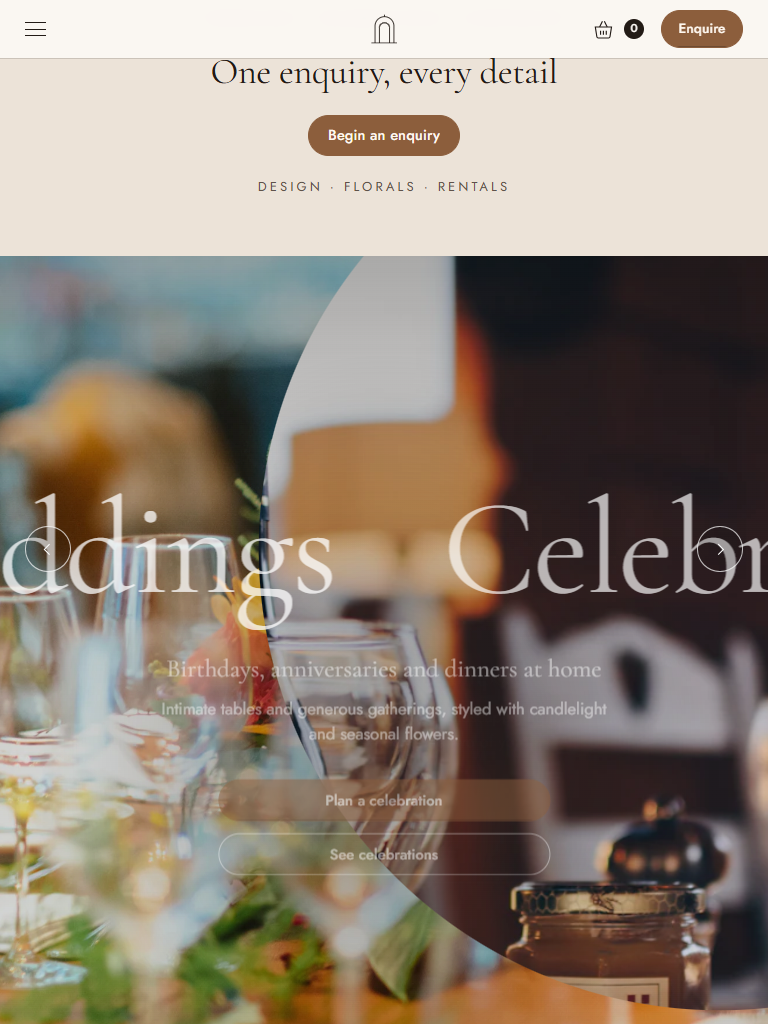 0
Enquire
One enquiry, every detail
Begin an enquiry
DESIGN · FLORALS · RENTALS
ddings Celebr
Birthdays, anniversaries and dinners at home
Intimate tables and generous gatherings, styled with candlelight
and seasonal flowers.
Plan a celebration
See celebrations